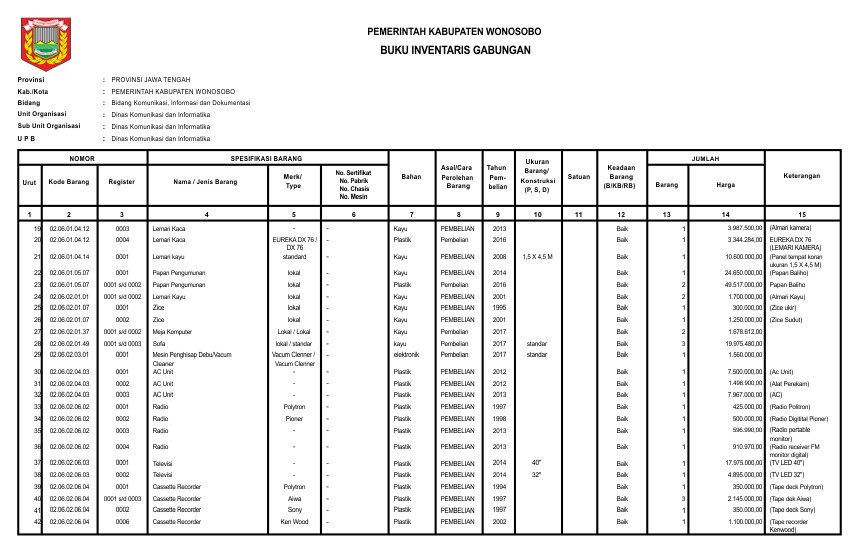 PEMERINTAH KABUPATEN WONOSOBO
BUKU INVENTARIS GABUNGAN
Provinsi : PROVINSI JAWA TENGAH
Kab./Kota : PEMERINTAH KABUPATEN WONOSOBO
Bidang : Bidang Komunikasi, Informasi dan Dokumentasi
Unit Organisasi : Dinas Komunikasi dan Informatika
Sub Unit Organisasi : Dinas Komunikasi dan Informatika
U P B : Dinas Komunikasi dan Informatika
NOMOR SPESIFIKASI BARANG Bahan Asal/Cara Perolehan Barang Tahun Pem-belian Ukuran Barang/ Konstruksi (P, S, D) Satuan Keadaan Barang (B/KB/RB) JUMLAH Keterangan
Urut Kode Barang Register Nama / Jenis Barang Merk/ Type No. Sertifikat No. Pabrik No. Chasis No. Mesin Barang Harga
1 2 3 4 5 6 7 8 9 10 11 12 13 14 15
19 02.06.01.04.12 0003 Lemari Kaca - - Kayu PEMBELIAN 2013 Baik 1 3.987.500,00 (Almari kamera)
20 02.06.01.04.12 0004 Lemari Kaca EUREKA DX 76 / - Plastik Pembelian 2016 Baik 1 3.344.284,00 EUREKA DX 76
DX 76 (LEMARI KAMERA)
21 02.06.01.04.14 0001 Lemari kayu standard - Kayu PEMBELIAN 2008 1,5 X 4,5 M Baik 1 10.600.000,00 (Panel tempat koran
ukuran 1,5 X 4,5 M)
22 02.06.01.05.07 0001 Papan Pengumunan lokal - Kayu PEMBELIAN 2014 Baik 1 24.650.000,00 (Papan Baliho)
23 02.06.01.05.07 0001 s/d 0002 Papan Pengumunan lokal - Plastik Pembelian 2016 Baik 2 49.517.000,00 Papan Baliho
24 02.06.02.01.01 0001 Lemari Kayu lokal - Kayu PEMBELIAN 2001 Baik 2 1.700.000,00 (Almari Kayu)
25 02.06.02.01.07 0001 Zice lokal - Kayu PEMBELIAN 1995 Baik 1 300.000,00 (Zice ukir)
26 02.06.02.01.07 0002 Zice lokal - Kayu PEMBELIAN 2001 Baik 1 1.250.000,00 (Zice Sudut)
27 02.06.02.01.37 0001 s/d 0002 Meja Komputer Lokal / Lokal - Kayu Pembelian 2017 Baik 2 1.678.612,00
28 02.06.02.01.49 0001 s/d 0003 Sofa lokal / standar - kayu Pembelian 2017 standar Baik 3 19.975.480,00
29 02.06.02.03.01 0001 Mesin Penghisap Debu/Vacum Vacum Clenner / - elektronik Pembelian 2017 standar Baik 1 1.560.000,00
Cleaner Vacum Clenner
30 02.06.02.04.03 0001 AC Unit - - Plastik PEMBELIAN 2012 Baik 1 7.500.000,00 (Ac Unit)
31 02.06.02.04.03 0002 AC Unit - - Plastik PEMBELIAN 2012 Baik 1 1.498.900,00 (Alat Perekam)
32 02.06.02.04.03 0003 AC Unit - - Plastik PEMBELIAN 2013 Baik 1 7.967.000,00 (AC)
33 02.06.02.06.02 0001 Radio Polytron - Plastik PEMBELIAN 1997 Baik 1 425.000,00 (Radio Politron)
34 02.06.02.06.02 0002 Radio Pioner - Plastik PEMBELIAN 1998 Baik 1 500.000,00 (Radio Digitital Pioner)
35 02.06.02.06.02 0003 Radio - - Plastik PEMBELIAN 2013 Baik 1 596.990,00 (Radio pertable
monitor)
36 02.06.02.06.02 0004 Radio - - Plastik PEMBELIAN 2013 Baik 1 910.970,00 (Radio receiver FM
monitor digital)
37 02.06.02.06.03 0001 Televisi - - Plastik PEMBELIAN 2014 40" Baik 1 17.975.000,00 (TV LED 40")
38 02.06.02.06.03 0002 Televisi - - Plastik PEMBELIAN 2014 32" Baik 1 4.895.000,00 (TV LED 32")
39 02.06.02.06.04 0001 Cassette Recorder Polytron - Plastik PEMBELIAN 1994 Baik 1 350.000,00 (Tape deck Polytron)
40 02.06.02.06.04 0001 s/d 0003 Cassette Recorder Aiwa - Plastik PEMBELIAN 1997 Baik 3 2.145.000,00 (Tape dek Aiwa)
41 02.06.02.06.04 0002 Cassette Recorder Sony - Plastik PEMBELIAN 1997 Baik 1 350.000,00 (Tape deck Sony)
42 02.06.02.06.04 0006 Cassette Recorder Ken Wood - Plastik PEMBELIAN 2002 Baik 1 1.100.000,00 (Tape recorder
Kenwood)